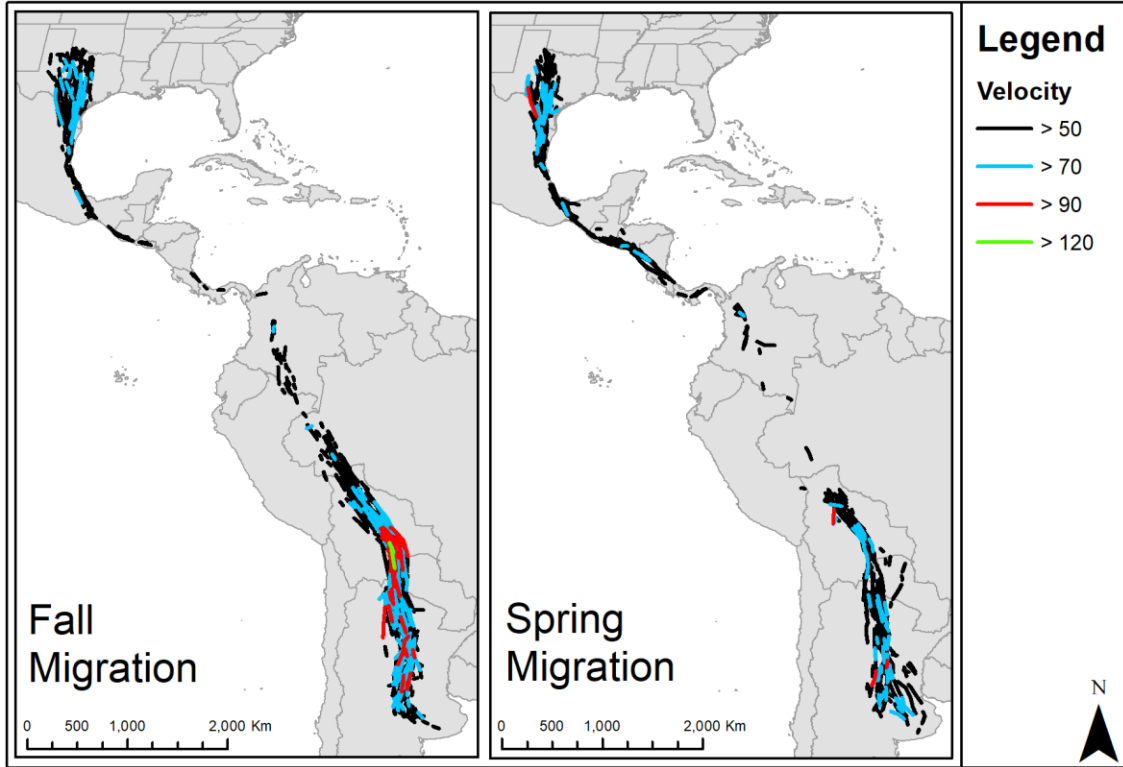 Fall
Migration
0 500 1,000 2,000 Km
Spring
Migration
0 500 1,000 2,000 Km
Legend
Velocity
> 50
> 70
> 90
> 120
N